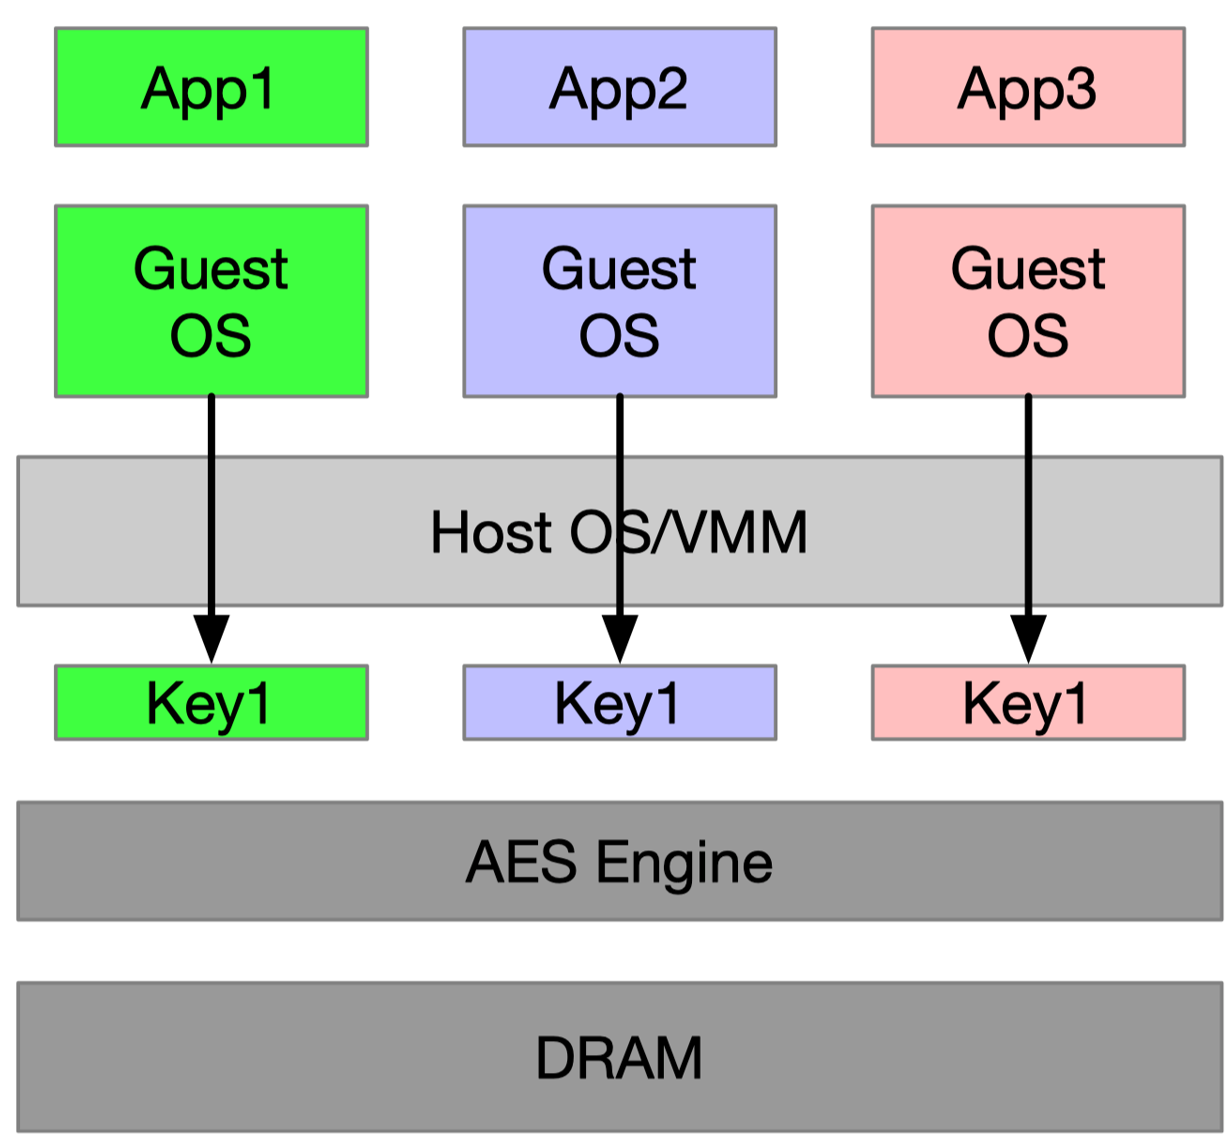 App1
App2
App3
Guest
OS
Guest
OS
Guest
OS
Host OS/VMM
Key1
Key1
Key1
AES Engine
DRAM